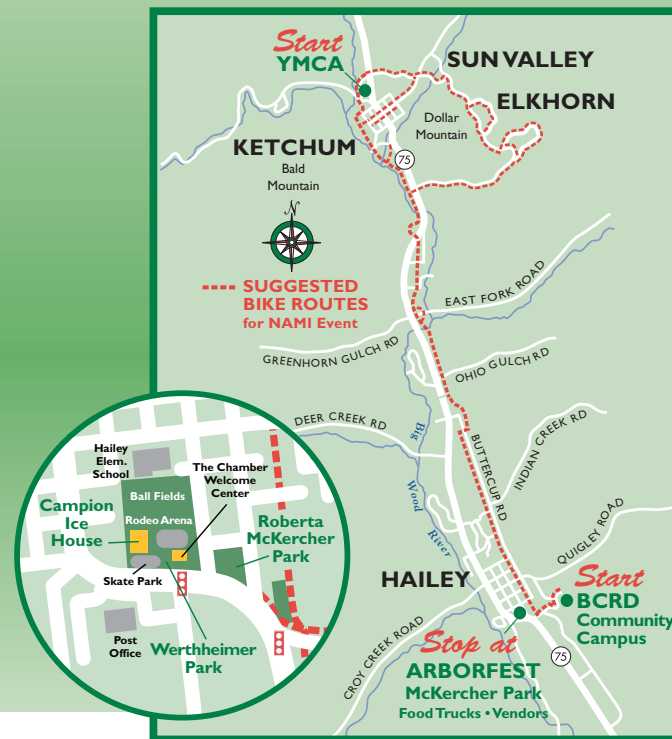 Start
YMCA
SUN VALLEY
ELKHORN
Dollar
Mountain
KETCHUM
75
Bald
Mountain
N
SUGGESTED
BIKE ROUTES
for NAMI Event
EAST FORK ROAD
GREENHORN GULCH RD
OHIO GULCH RD
DEER CREEK RD
Big
Wood
River
BUTTERCUP RD
INDIAN CREEK RD
QUIGLEY ROAD
HAILEY
Start
BCRD
Community
Campus
CROY CREEK ROAD
Stop at
ARBORFEST
McKercher Park
Food Trucks • Vendors
75
Hailey
Elem.
School
The Chamber
Welcome
Center
Ball Fields
Campion
Ice
House
Rodeo Arena
Roberta
McKercher
Park
Skate Park
Post
Office
Werthheimer
Park